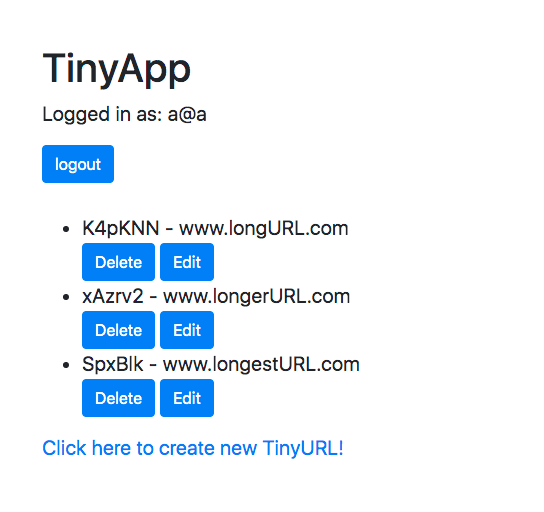 TinyApp
Logged in as: a@a
logout
K4pKNN - www.longURL.com
Delete Edit
xAzrv2 - www.longerURL.com
Delete Edit
SpxBlk - www.longestURL.com
Delete Edit
Click here to create new TinyURL!